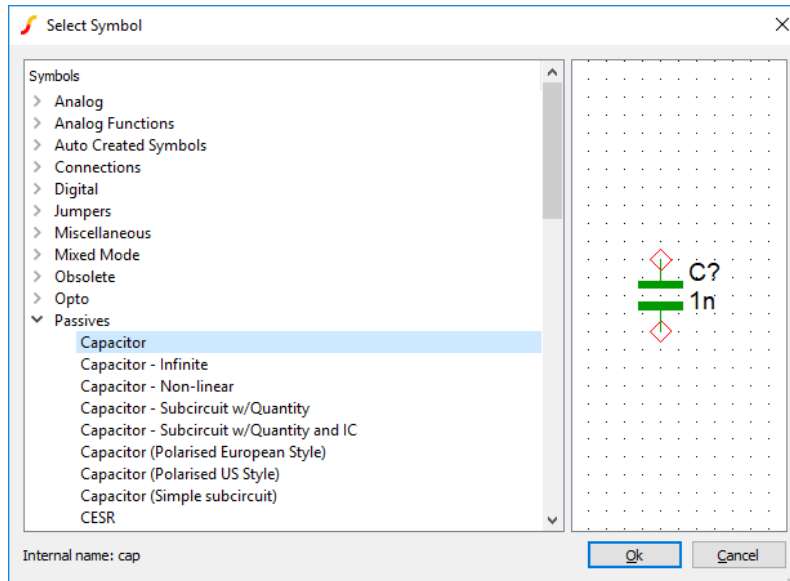 Select Symbol
Symbols
Analog
Analog Functions
Auto Created Symbols
Connections
Digital
Jumpers
Miscellaneous
Mixed Mode
Obsolete
Opto
Passives
Capacitor
Capacitor - Infinite
Capacitor - Non-linear
Capacitor - Subcircuit w/Quantity
Capacitor - Subcircuit w/Quantity and IC
Capacitor (Polarised European Style)
Capacitor (Polarised US Style)
Capacitor (Simple subcircuit)
CESR
C?
1n
Internal name: cap
Ok
Cancel